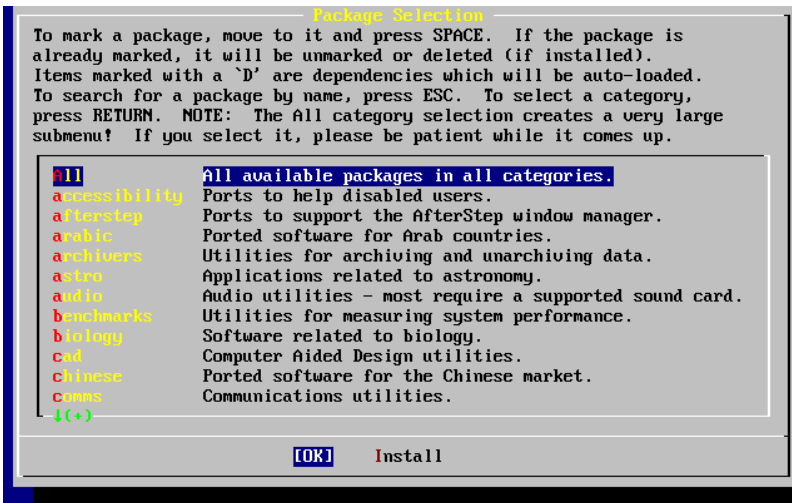 Package Selection
To mark a package, move to it and press SPACE.  If the package is
already marked, it will be unmarked or deleted (if installed).
Items marked with a `D' are dependencies which will be auto-loaded.
To search for a package by name, press ESC.  To select a category,
press RETURN.  NOTE:  The All category selection creates a very large
submenu!  If you select it, please be patient while it comes up.
All All available packages in all categories.
accessibility Ports to help disabled users.
afterstep Ports to support the AfterStep window manager.
arabic Ported software for Arab countries.
archivers Utilities for archiving and unarchiving data.
astro Applications related to astronomy.
audio Audio utilities - most require a supported sound card.
benchmarks Utilities for measuring system performance.
biology Software related to biology.
cad Computer Aided Design utilities.
chinese Ported software for the Chinese market.
comms Communications utilities.
↓(+)
[OK] Install